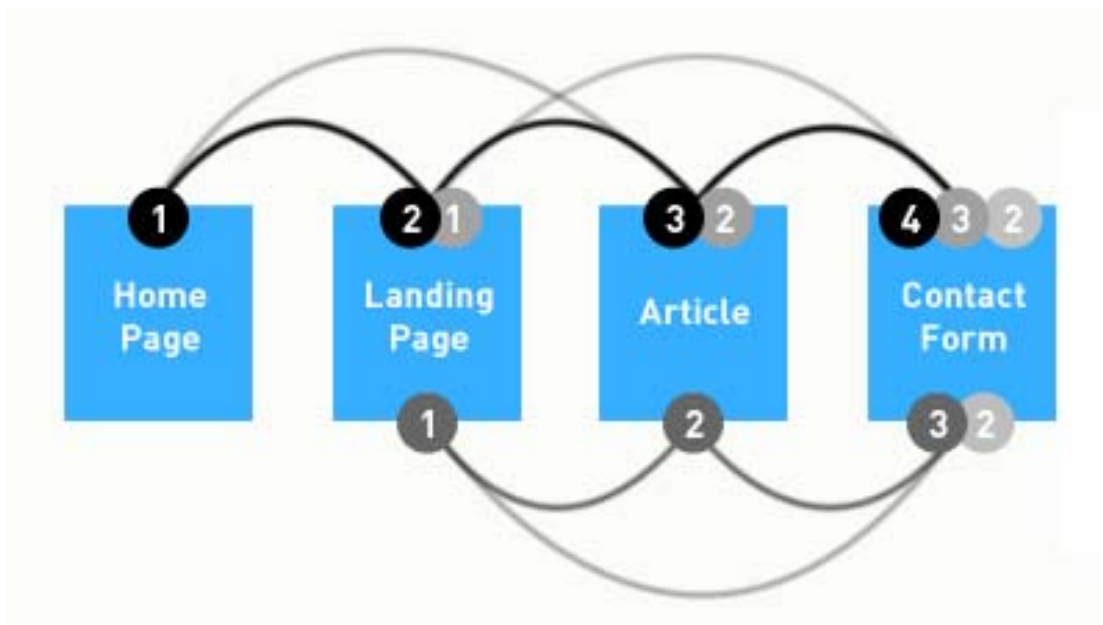 1
2 1
3 2
4 3 2
Home
Page
Landing
Page
Article
Contact
Form
1
2
3 2